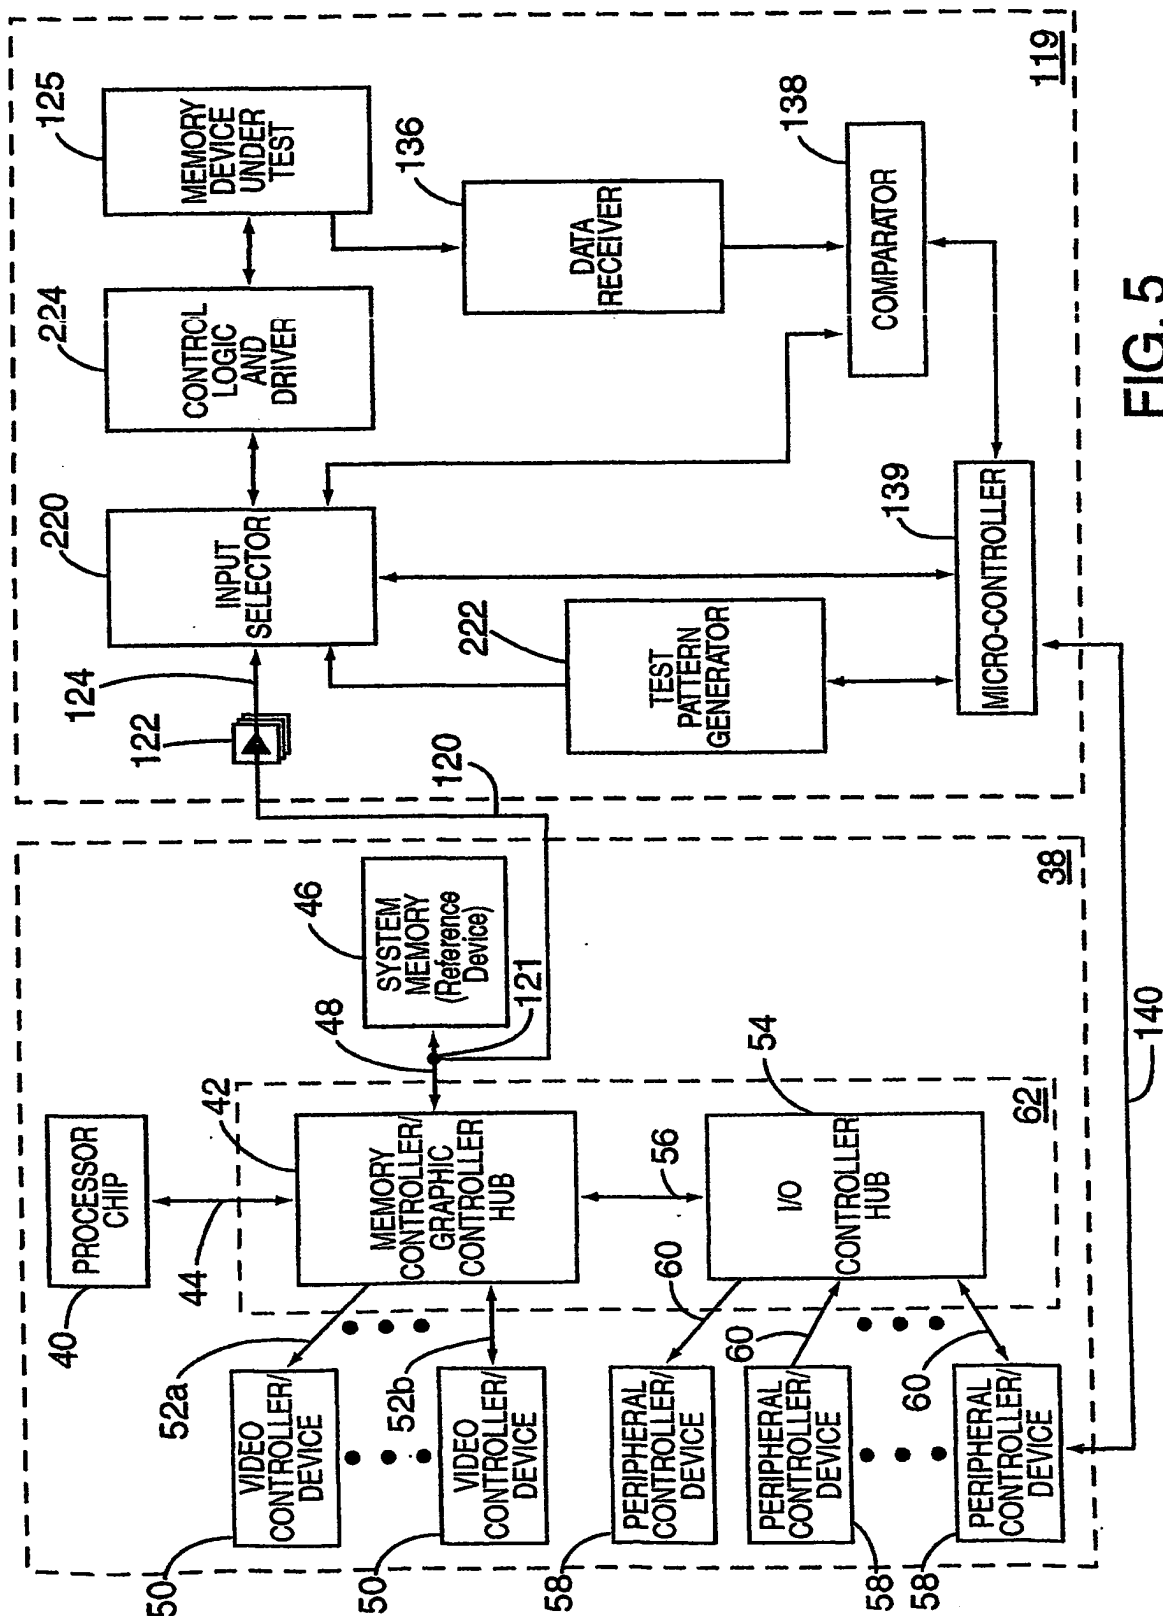 40
PROCESSOR
CHIP
44
42
MEMORY
CONTROLLER/
GRAPHIC
CONTROLLER
HUB
48
46
SYSTEM
MEMORY
(Reference
Device)
121
120
52a
52b
50
VIDEO
CONTROLLER/
DEVICE
50
VIDEO
CONTROLLER/
DEVICE
56
54
I/O
CONTROLLER
HUB
62
60
60
60
58
PERIPHERAL
CONTROLLER/
DEVICE
58
PERIPHERAL
CONTROLLER/
DEVICE
58
PERIPHERAL
CONTROLLER/
DEVICE
38
140
122
124
220
INPUT
SELECTOR
224
CONTROL
LOGIC
AND
DRIVER
125
MEMORY
DEVICE
UNDER
TEST
136
DATA
RECEIVER
222
TEST
PATTERN
GENERATOR
138
COMPARATOR
139
MICRO-CONTROLLER
119
FIG. 5